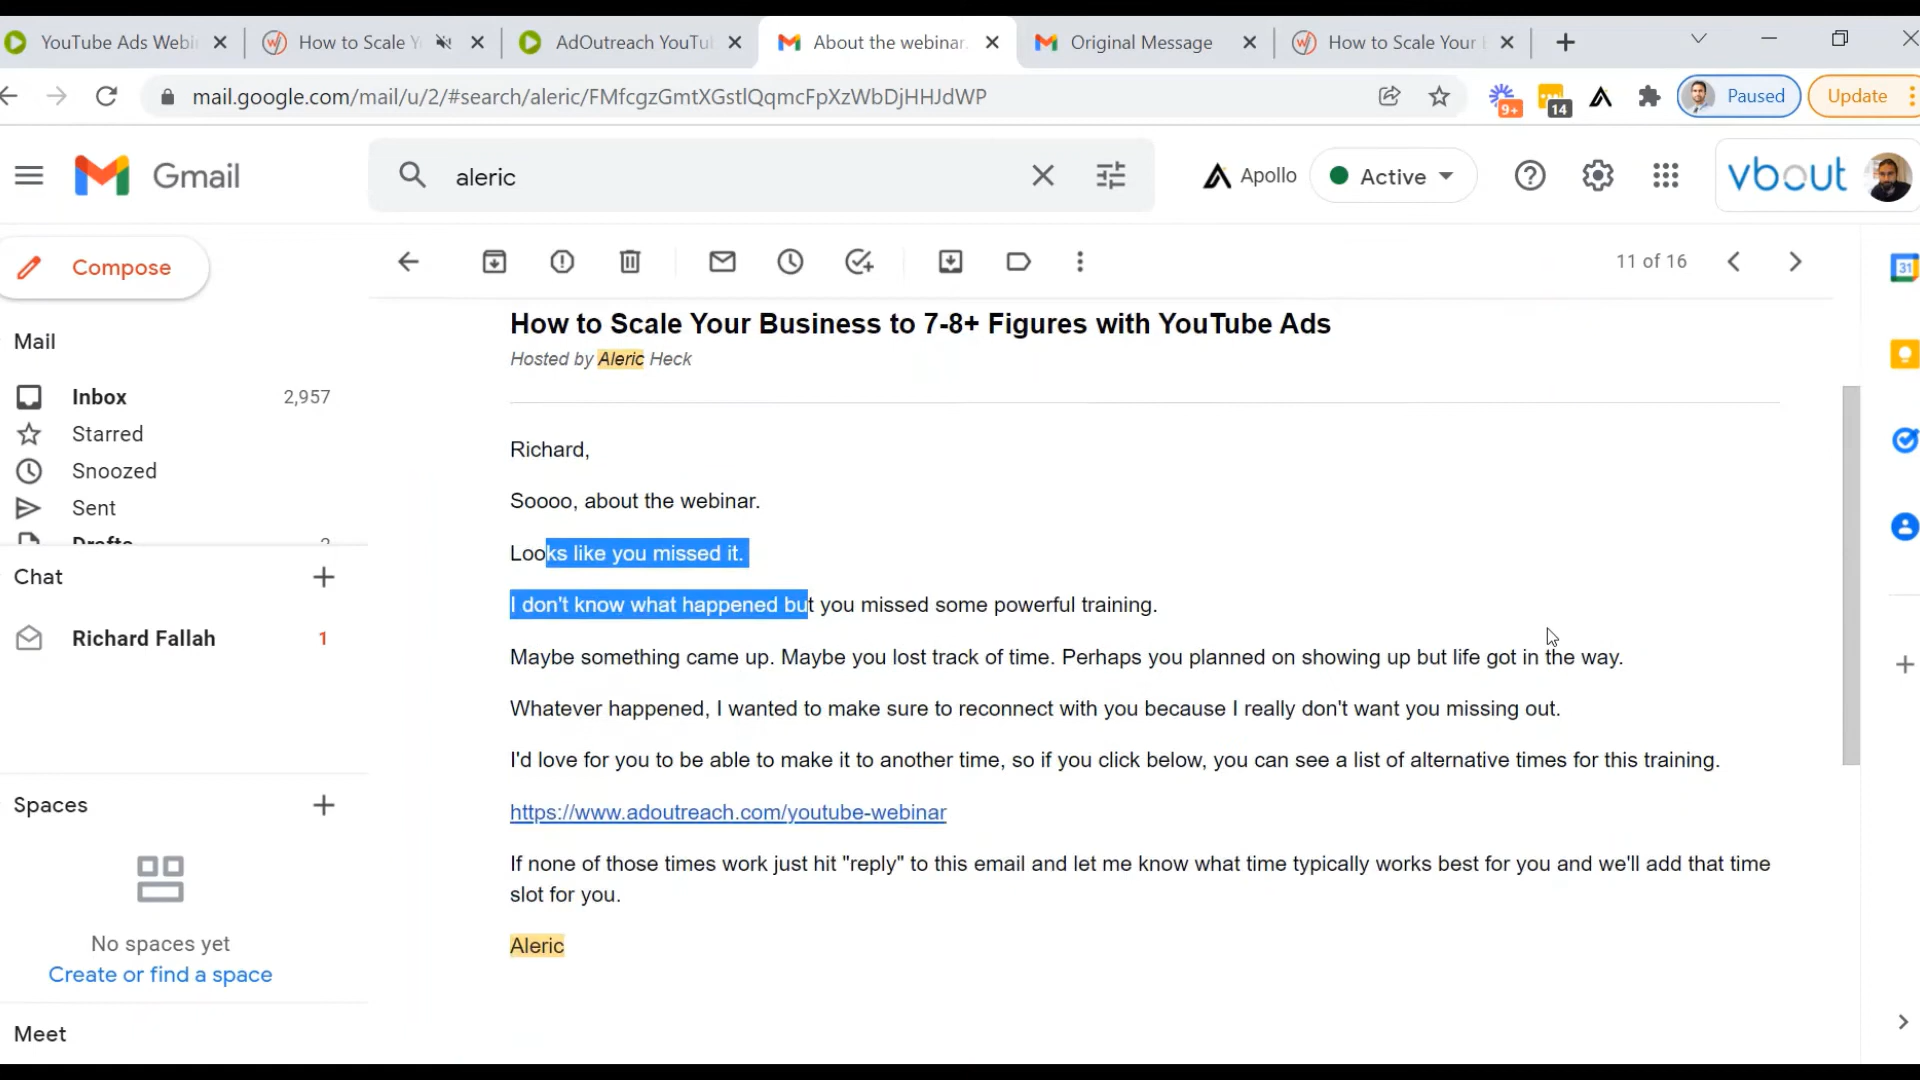 YouTube Ads Webi
How to Scale Y
AdOutreach YouTu
About the webinar.
Original Message
How to Scale Your
mail.google.com/mail/u/2/#search/aleric/FMfcgzGmtXGstlQqmcFpXzWbDjHHJdWP
9+
14
Paused
Update
Gmail
aleric
Apollo
Active
vbout
Compose
11 of 16
31
Mail
Inbox 2,957
Starred
Snoozed
Sent
Drafts
Chat
Richard Fallah 1
Spaces
No spaces yet
Create or find a space
Meet
How to Scale Your Business to 7-8+ Figures with YouTube Ads
Hosted by Aleric Heck
Richard,
Soooo, about the webinar.
Looks like you missed it.
I don't know what happened but you missed some powerful training.
Maybe something came up. Maybe you lost track of time. Perhaps you planned on showing up but life got in the way.
Whatever happened, I wanted to make sure to reconnect with you because I really don't want you missing out.
I'd love for you to be able to make it to another time, so if you click below, you can see a list of alternative times for this training.
https://www.adoutreach.com/youtube-webinar
If none of those times work just hit "reply" to this email and let me know what time typically works best for you and we'll add that time
slot for you.
Aleric